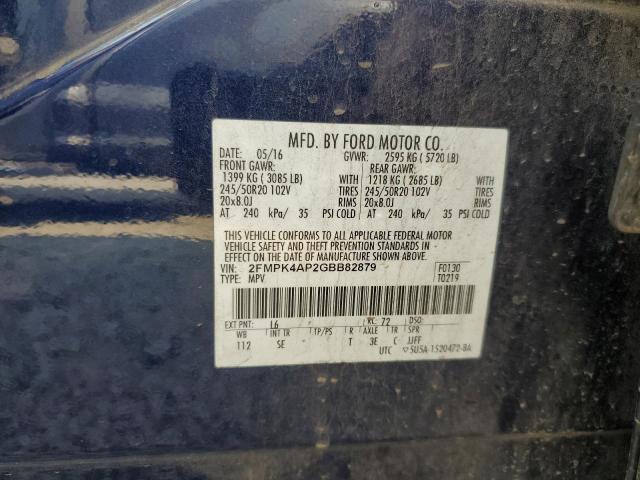 MFD. BY FORD MOTOR CO.
DATE: 05/16 GVWR: 2595 KG ( 5720 LB)
FRONT GAWR: REAR GAWR:
1399 KG ( 3085 LB) WITH 1218 KG ( 2685 LB) WITH
245/50R20 102V TIRES 245/50R20 102V TIRES
20x8.0J RIMS 20x8.0J RIMS
AT 240 kPa/ 35 PSI COLD AT 240 kPa/ 35 PSI COLD
THIS VEHICLE CONFORMS TO ALL APPLICABLE FEDERAL MOTOR
VEHICLE SAFETY AND THEFT PREVENTION STANDARDS IN
EFFECT ON THE DATE OF MANUFACTURE SHOWN ABOVE.
VIN: 2FMPK4AP2GBB82879 F0130
TYPE: MPV T0219
EXT PNT: L6 RC: 72 DSO:
WB INT TR TP/PS R AXLE TR SPR
112 SE T 3E C JJFF
UTC ▽5U5A-1520472-BA